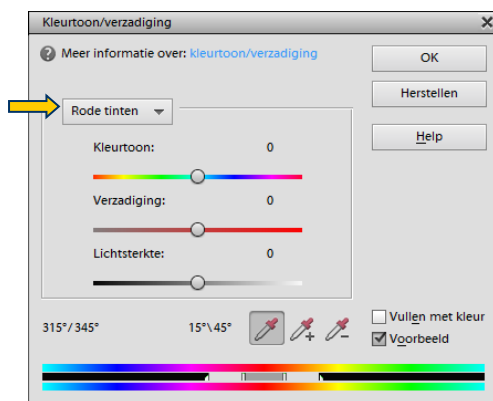 Kleurtoon/verzadiging
Meer informatie over: kleurtoon/verzadiging
OK
Herstellen
Help
Rode tinten
Kleurtoon: 0
Verzadiging: 0
Lichtsterkte: 0
315°/345° 15°\45°
Vullen met kleur
Voorbeeld